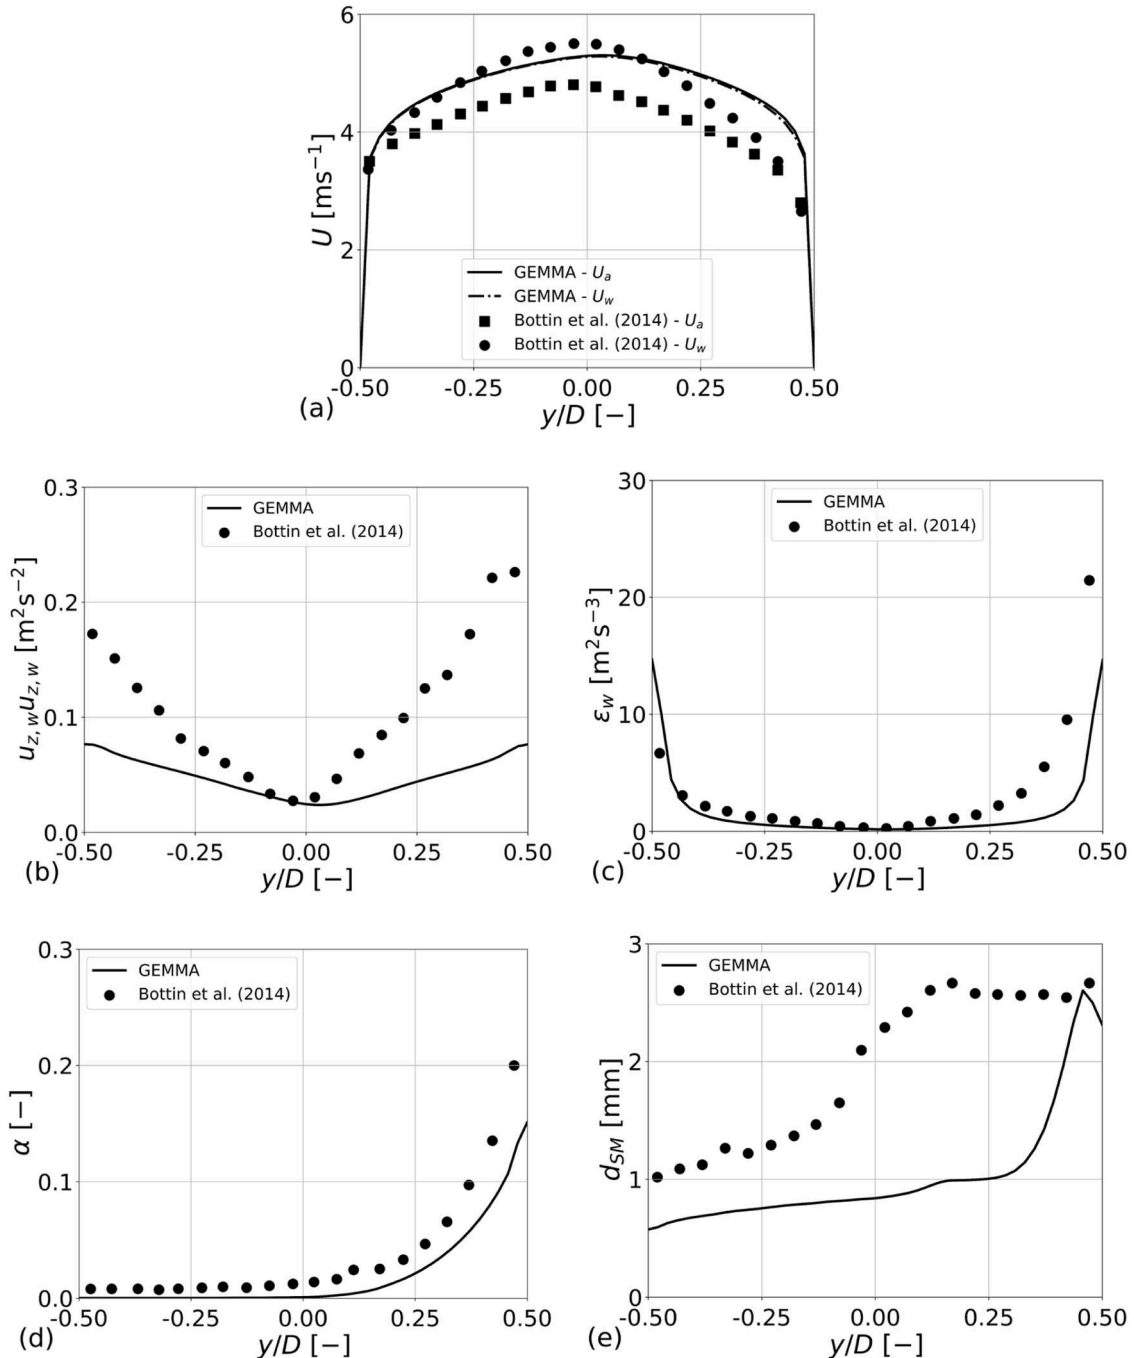 6
4
2
0
U [ms⁻¹]
GEMMA - Uₐ
GEMMA - U_w
Bottin et al. (2014) - Uₐ
Bottin et al. (2014) - U_w
-0.50 -0.25 0.00 0.25 0.50
(a) y/D [−]
0.3
0.2
0.1
0.0
u_{z,w}u_{z,w} [m²s⁻²]
GEMMA
Bottin et al. (2014)
-0.50 -0.25 0.00 0.25 0.50
(b) y/D [−]
30
20
10
0
ε_w [m²s⁻³]
GEMMA
Bottin et al. (2014)
-0.50 -0.25 0.00 0.25 0.50
(c) y/D [−]
0.3
0.2
0.1
0.0
α [−]
GEMMA
Bottin et al. (2014)
-0.50 -0.25 0.00 0.25 0.50
(d) y/D [−]
3
2
1
0
d_{SM} [mm]
GEMMA
Bottin et al. (2014)
-0.50 -0.25 0.00 0.25 0.50
(e) y/D [−]